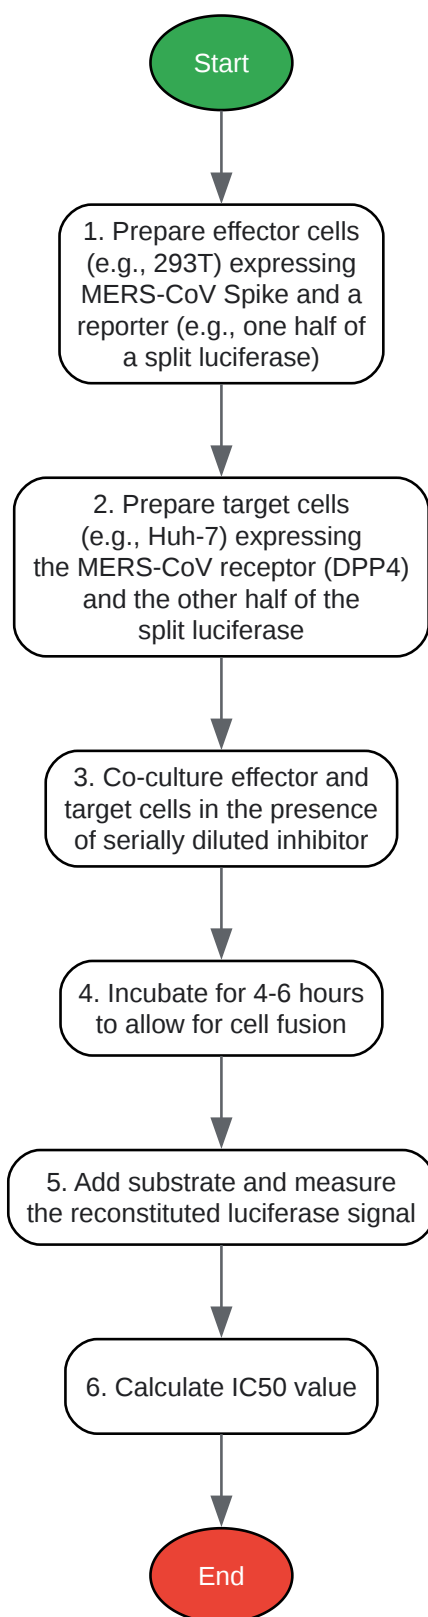 Start
1. Prepare effector cells
(e.g., 293T) expressing
MERS-CoV Spike and a
reporter (e.g., one half of
a split luciferase)
2. Prepare target cells
(e.g., Huh-7) expressing
the MERS-CoV receptor (DPP4)
and the other half of the
split luciferase
3. Co-culture effector and
target cells in the presence
of serially diluted inhibitor
4. Incubate for 4-6 hours
to allow for cell fusion
5. Add substrate and measure
the reconstituted luciferase signal
6. Calculate IC50 value
End